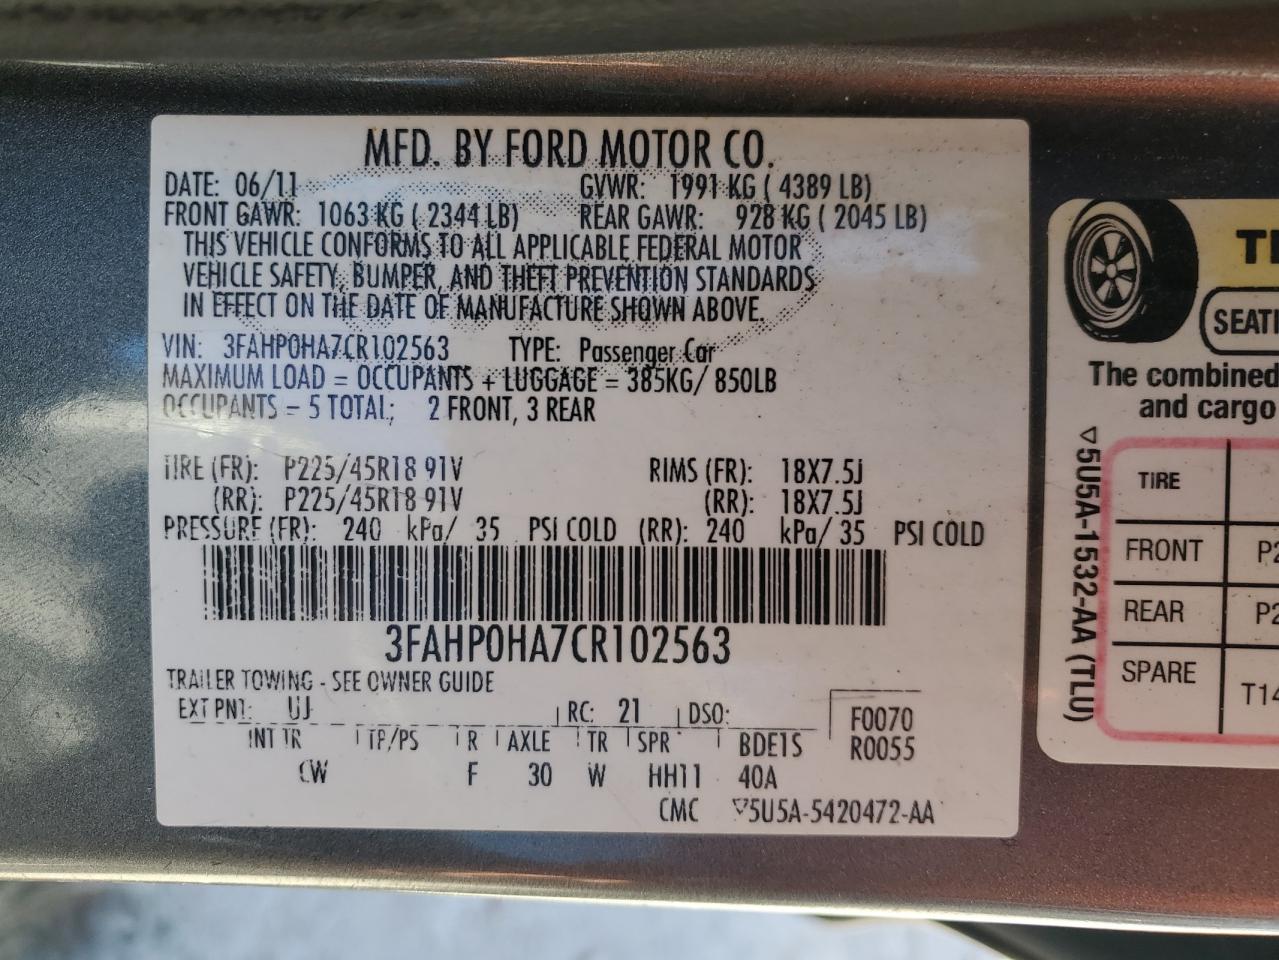 MFD. BY FORD MOTOR CO.
DATE: 06/11 GVWR: 1991 KG ( 4389 LB)
FRONT GAWR: 1063 KG ( 2344 LB) REAR GAWR: 928 KG ( 2045 LB)
THIS VEHICLE CONFORMS TO ALL APPLICABLE FEDERAL MOTOR
VEHICLE SAFETY, BUMPER, AND THEFT PREVENTION STANDARDS
IN EFFECT ON THE DATE OF MANUFACTURE SHOWN ABOVE.
VIN: 3FAHP0HA7CR102563 TYPE: Passenger Car
MAXIMUM LOAD = OCCUPANTS + LUGGAGE = 385KG/ 850LB
OCCUPANTS = 5 TOTAL; 2 FRONT, 3 REAR
TIRE (FR): P225/45R18 91V RIMS (FR): 18X7.5J
(RR): P225/45R18 91V (RR): 18X7.5J
PRESSURE (FR): 240 kPa/ 35 PSI COLD (RR): 240 kPa/ 35 PSI COLD
3FAHP0HA7CR102563
TRAILER TOWING - SEE OWNER GUIDE
EXT PNT: UJ RC: 21 DSO: F0070
INT TR TP/PS R AXLE TR SPR BDE1S R0055
CW F 30 W HH11 40A
CMC ▽5U5A-5420472-AA
TI
SEATI
The combined
and cargo
▽5U5A-1532-AA (TLU)
TIRE
FRONT P2
REAR P2
SPARE T14